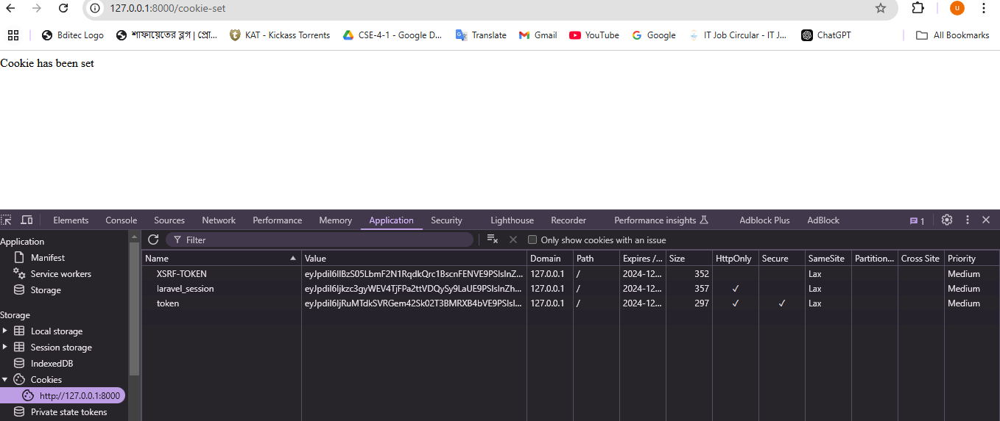 127.0.0.1:8000/cookie-set
U
Bditec Logo শাফায়েতের ব্লগ | প্রো... KAT - Kickass Torrents CSE-4-1 - Google D... Translate Gmail YouTube Google IT Job Circular - IT J... ChatGPT All Bookmarks
Cookie has been set
Elements Console Sources Network Performance Memory Application Security Lighthouse Recorder Performance insights Adblock Plus AdBlock 1
Application
Manifest
Service workers
Storage
Storage
Local storage
Session storage
IndexedDB
Cookies
http://127.0.0.1:8000
Private state tokens
Filter Only show cookies with an issue
Name Value Domain Path Expires /... Size HttpOnly Secure SameSite Partition... Cross Site Priority
XSRF-TOKEN 127.0.0.1 / 2024-12... 352 Lax Medium
laravel_session 127.0.0.1 / 2024-12... 357 ✓ Lax Medium
token 127.0.0.1 / 2024-12... 297 ✓ ✓ Lax Medium